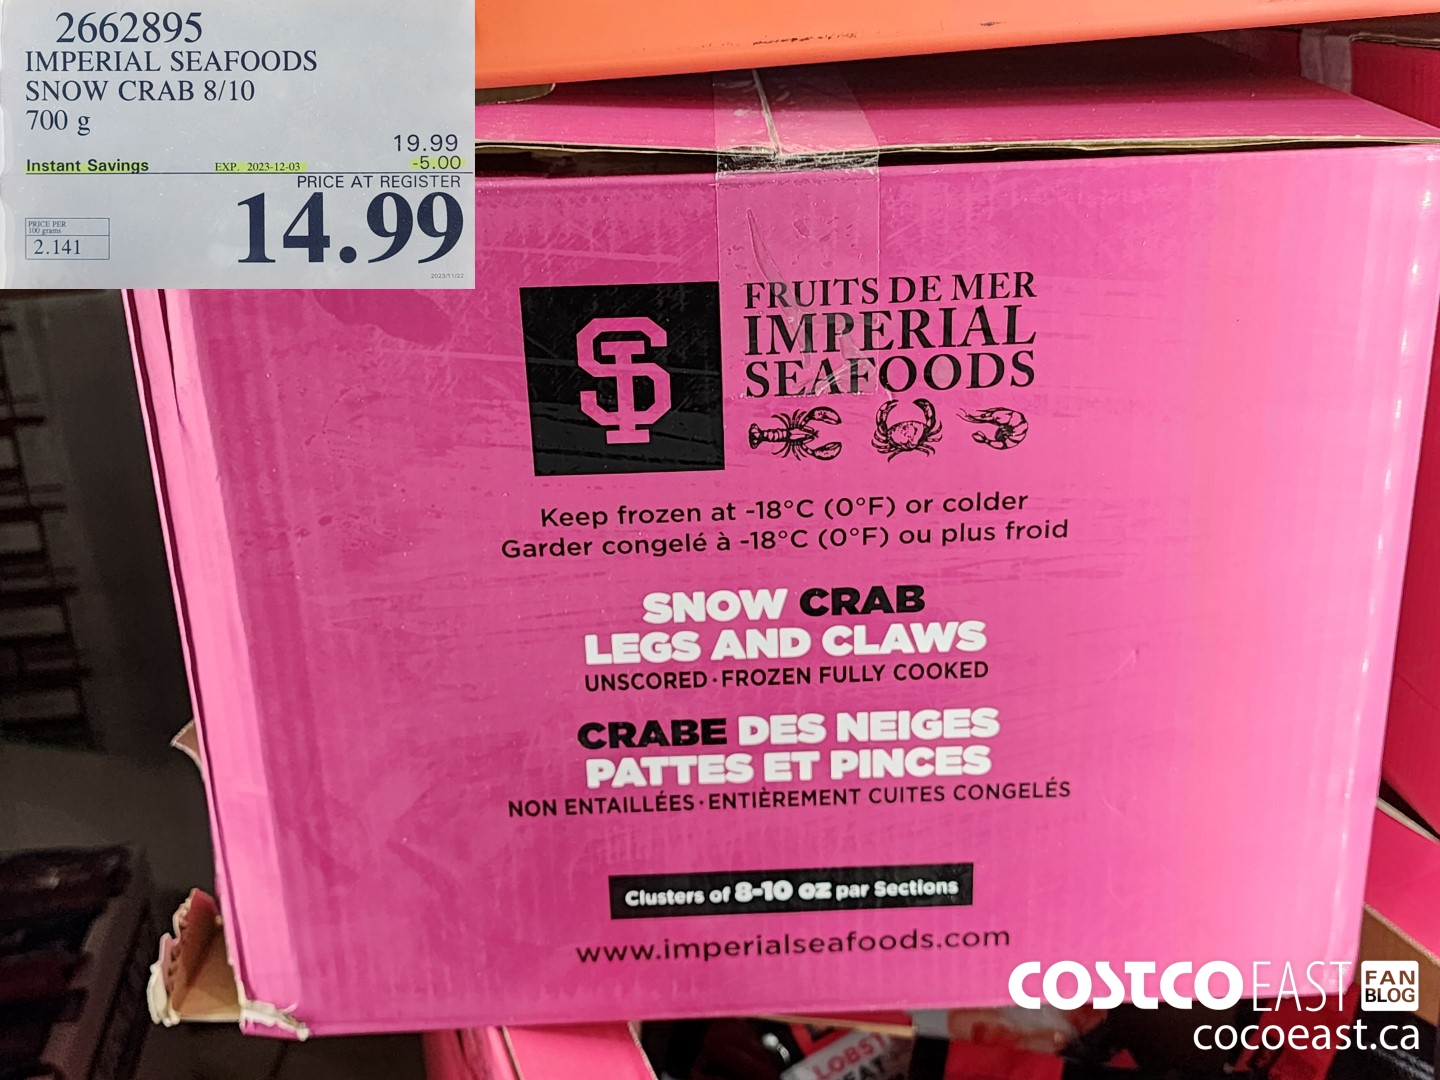 2662895
IMPERIAL SEAFOODS
SNOW CRAB 8/10
700 g
19.99
Instant Savings EXP. 2023-12-03 -5.00
PRICE AT REGISTER
14.99
PRICE PER
100 grams
2.141
2023/11/22
SI
FRUITS DE MER
IMPERIAL
SEAFOODS
Keep frozen at -18°C (0°F) or colder
Garder congelé à -18°C (0°F) ou plus froid
SNOW CRAB
LEGS AND CLAWS
UNSCORED · FROZEN FULLY COOKED
CRABE DES NEIGES
PATTES ET PINCES
NON ENTAILLÉES · ENTIÈREMENT CUITES CONGELÉS
Clusters of 8-10 oz par Sections
www.imperialseafoods.com
COSTCO EAST FAN
BLOG
cocoeast.ca